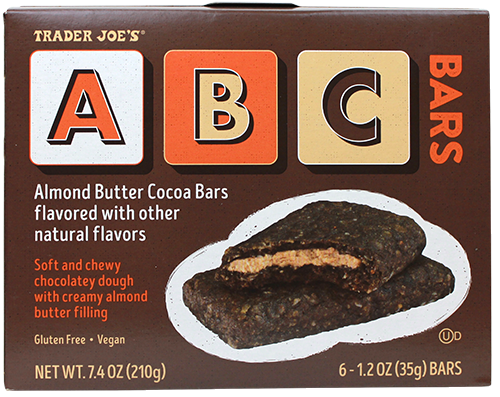 TRADER JOE'S®
A B C
BARS
Almond Butter Cocoa Bars
flavored with other
natural flavors
Soft and chewy
chocolatey dough
with creamy almond
butter filling
Gluten Free • Vegan
NET WT. 7.4 OZ (210g)
U D
6 - 1.2 OZ (35g) BARS